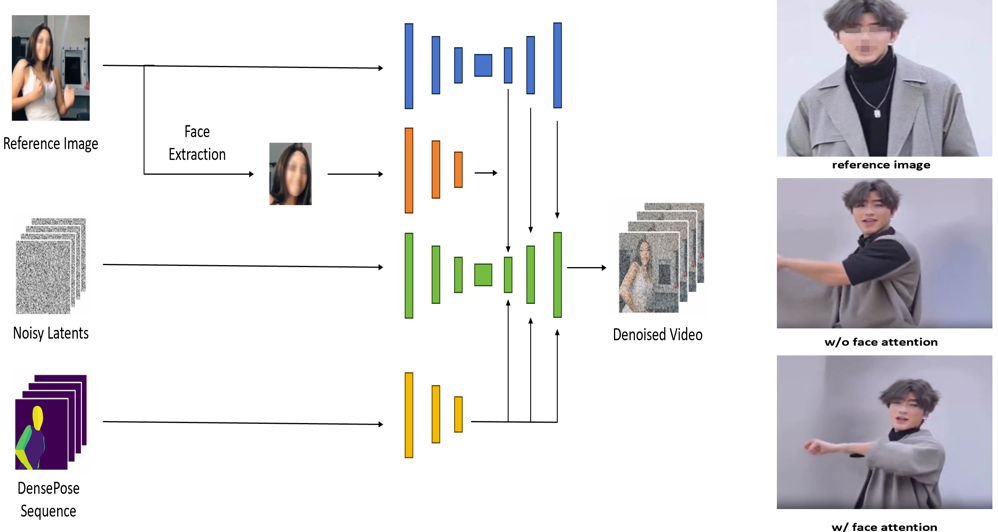 Reference Image
Face
Extraction
Noisy Latents
DensePose
Sequence
Denoised Video
reference image
w/o face attention
w/ face attention